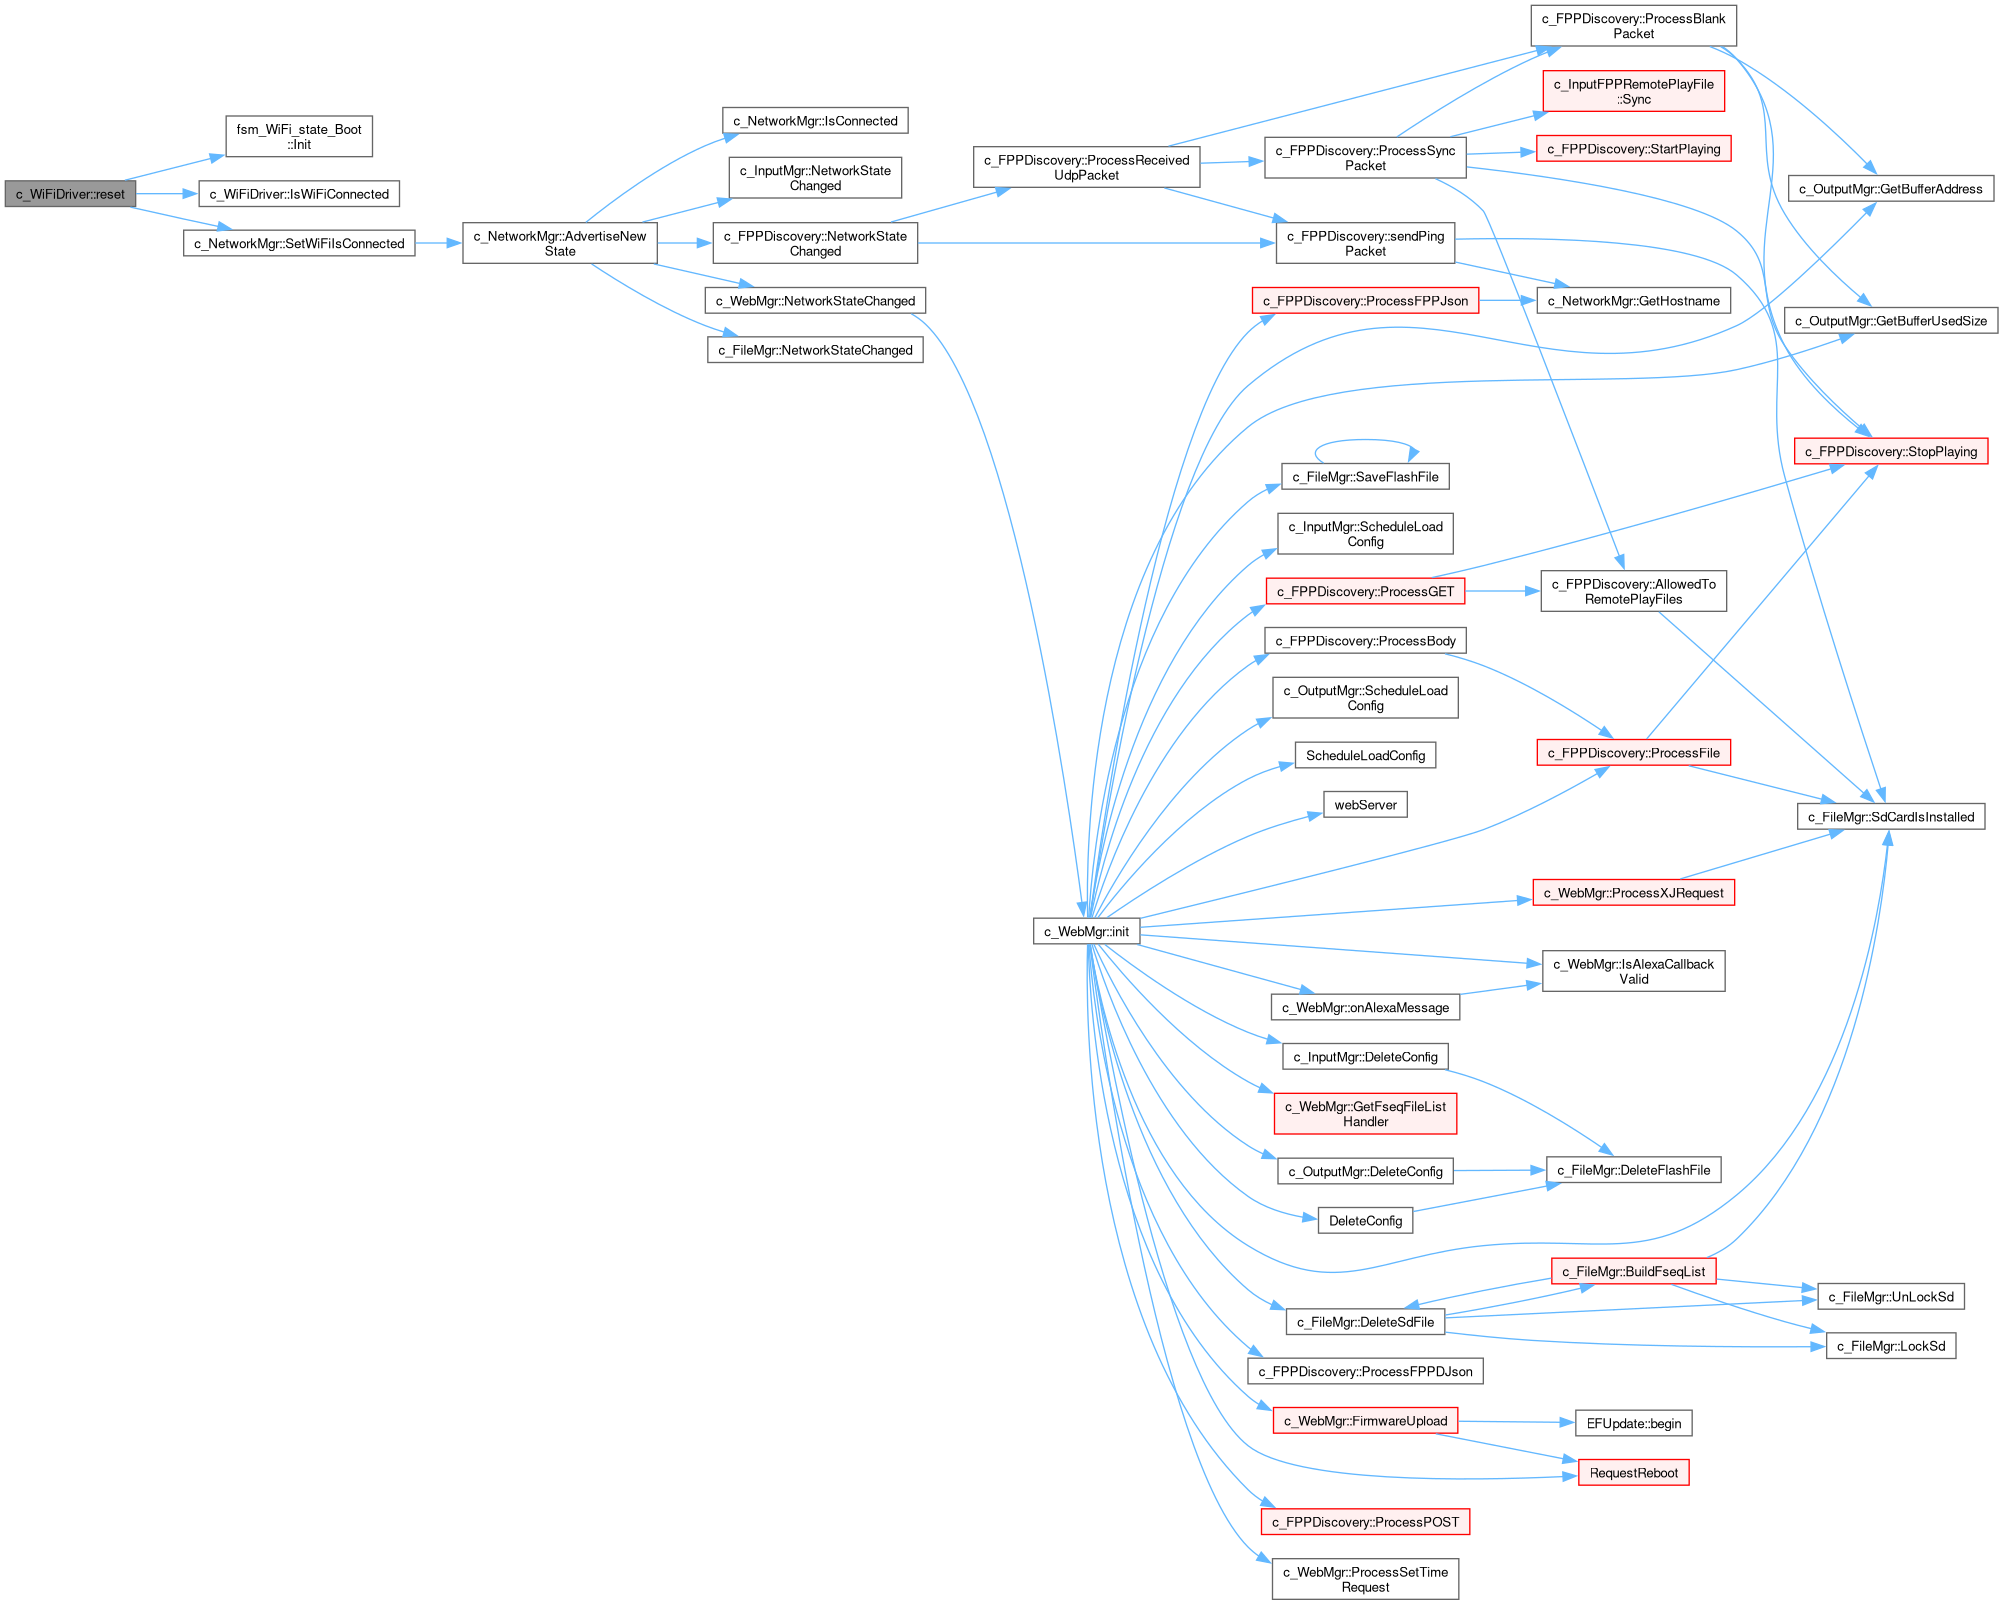 c_WiFiDriver::reset
fsm_WiFi_state_Boot
::Init
c_WiFiDriver::IsWiFiConnected
c_NetworkMgr::SetWiFiIsConnected
c_NetworkMgr::AdvertiseNew
State
c_NetworkMgr::IsConnected
c_InputMgr::NetworkState
Changed
c_FPPDiscovery::NetworkState
Changed
c_WebMgr::NetworkStateChanged
c_FileMgr::NetworkStateChanged
c_FPPDiscovery::ProcessReceived
UdpPacket
c_WebMgr::init
c_FPPDiscovery::ProcessSync
Packet
c_FPPDiscovery::sendPing
Packet
c_FPPDiscovery::ProcessFPPJson
c_FileMgr::SaveFlashFile
c_InputMgr::ScheduleLoad
Config
c_FPPDiscovery::ProcessGET
c_FPPDiscovery::ProcessBody
c_OutputMgr::ScheduleLoad
Config
ScheduleLoadConfig
webServer
c_WebMgr::onAlexaMessage
c_InputMgr::DeleteConfig
c_WebMgr::GetFseqFileList
Handler
c_OutputMgr::DeleteConfig
DeleteConfig
c_FileMgr::DeleteSdFile
c_FPPDiscovery::ProcessFPPDJson
c_WebMgr::FirmwareUpload
c_FPPDiscovery::ProcessPOST
c_WebMgr::ProcessSetTime
Request
c_FPPDiscovery::ProcessBlank
Packet
c_InputFPPRemotePlayFile
::Sync
c_FPPDiscovery::StartPlaying
c_NetworkMgr::GetHostname
c_FPPDiscovery::AllowedTo
RemotePlayFiles
c_FPPDiscovery::ProcessFile
c_WebMgr::ProcessXJRequest
c_WebMgr::IsAlexaCallback
Valid
c_FileMgr::DeleteFlashFile
c_FileMgr::BuildFseqList
EFUpdate::begin
RequestReboot
c_OutputMgr::GetBufferAddress
c_OutputMgr::GetBufferUsedSize
c_FPPDiscovery::StopPlaying
c_FileMgr::SdCardIsInstalled
c_FileMgr::UnLockSd
c_FileMgr::LockSd